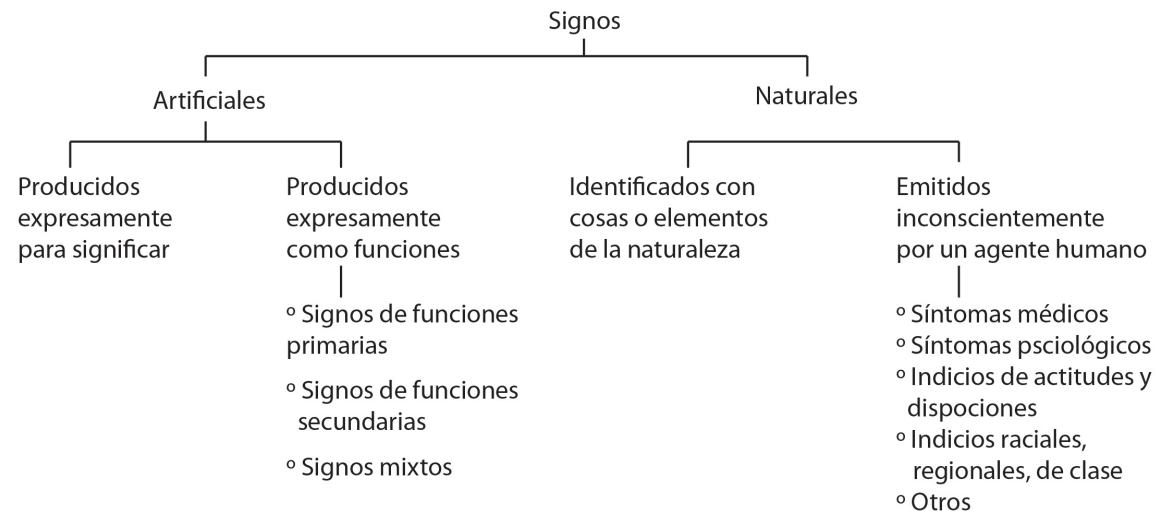 Signos
Artificiales
Naturales
Producidos
expresamente
para significar
Producidos
expresamente
como funciones
Identificados con
cosas o elementos
de la naturaleza
Emitidos
inconscientemente
por un agente humano
º Signos de funciones
primarias
º Signos de funciones
secundarias
º Signos mixtos
º Síntomas médicos
º Síntomas psciológicos
º Indicios de actitudes y
dispociones
º Indicios raciales,
regionales, de clase
º Otros